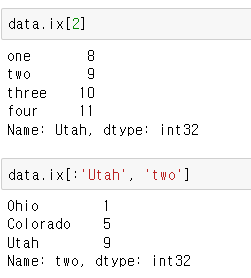 data.ix[2]
one 8
two 9
three 10
four 11
Name: Utah, dtype: int32
data.ix[:'Utah', 'two']
Ohio 1
Colorado 5
Utah 9
Name: two, dtype: int32